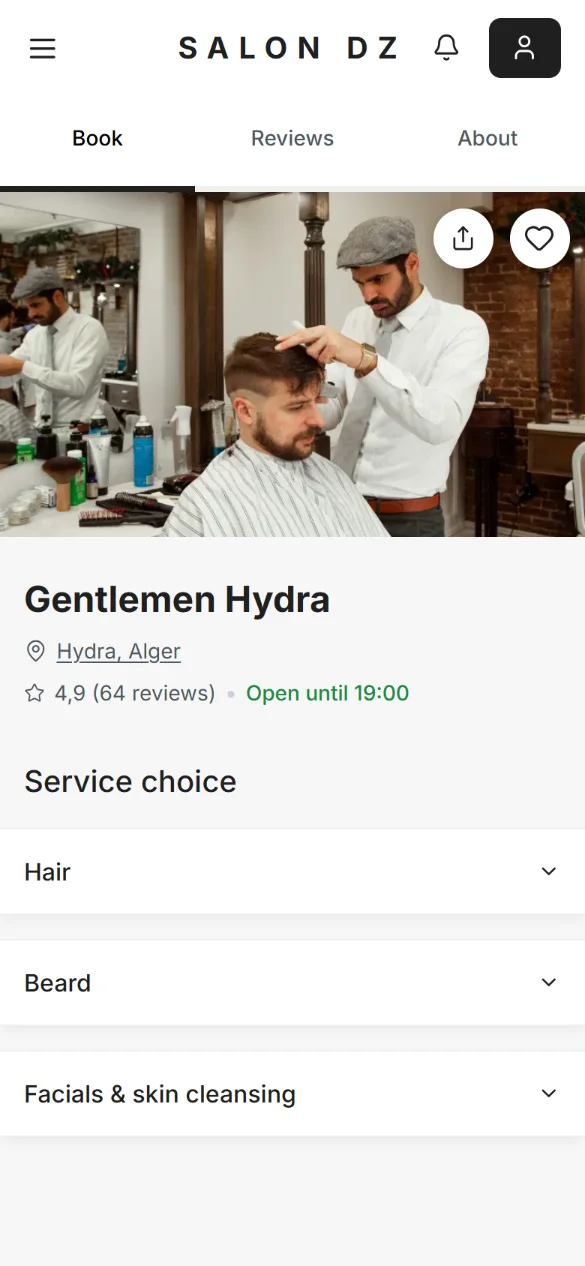 SALON DZ
Book
Reviews
About
Gentlemen Hydra
Hydra, Alger
4,9 (64 reviews) • Open until 19:00
Service choice
Hair
Beard
Facials & skin cleansing